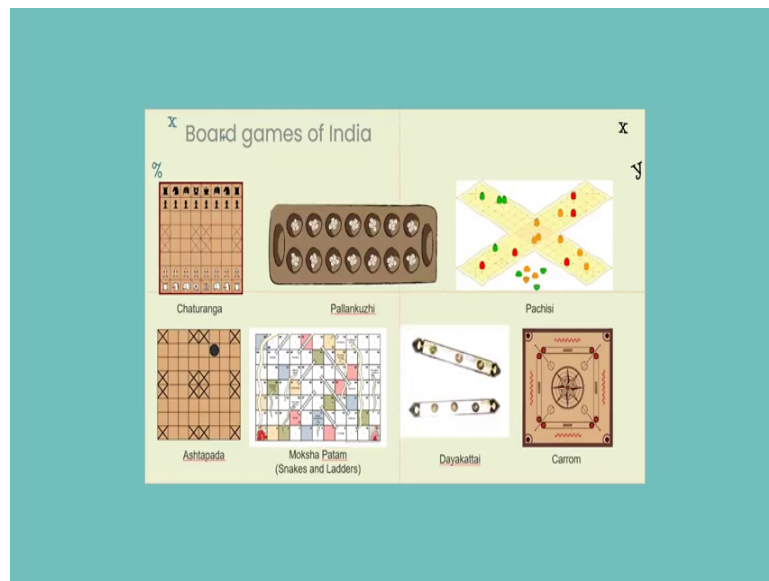 x
Board games of India
x
%
y
Chaturanga
Pallankuzhi
Pachisi
Ashtapada
Moksha Patam
(Snakes and Ladders)
Dayakattai
Carrom